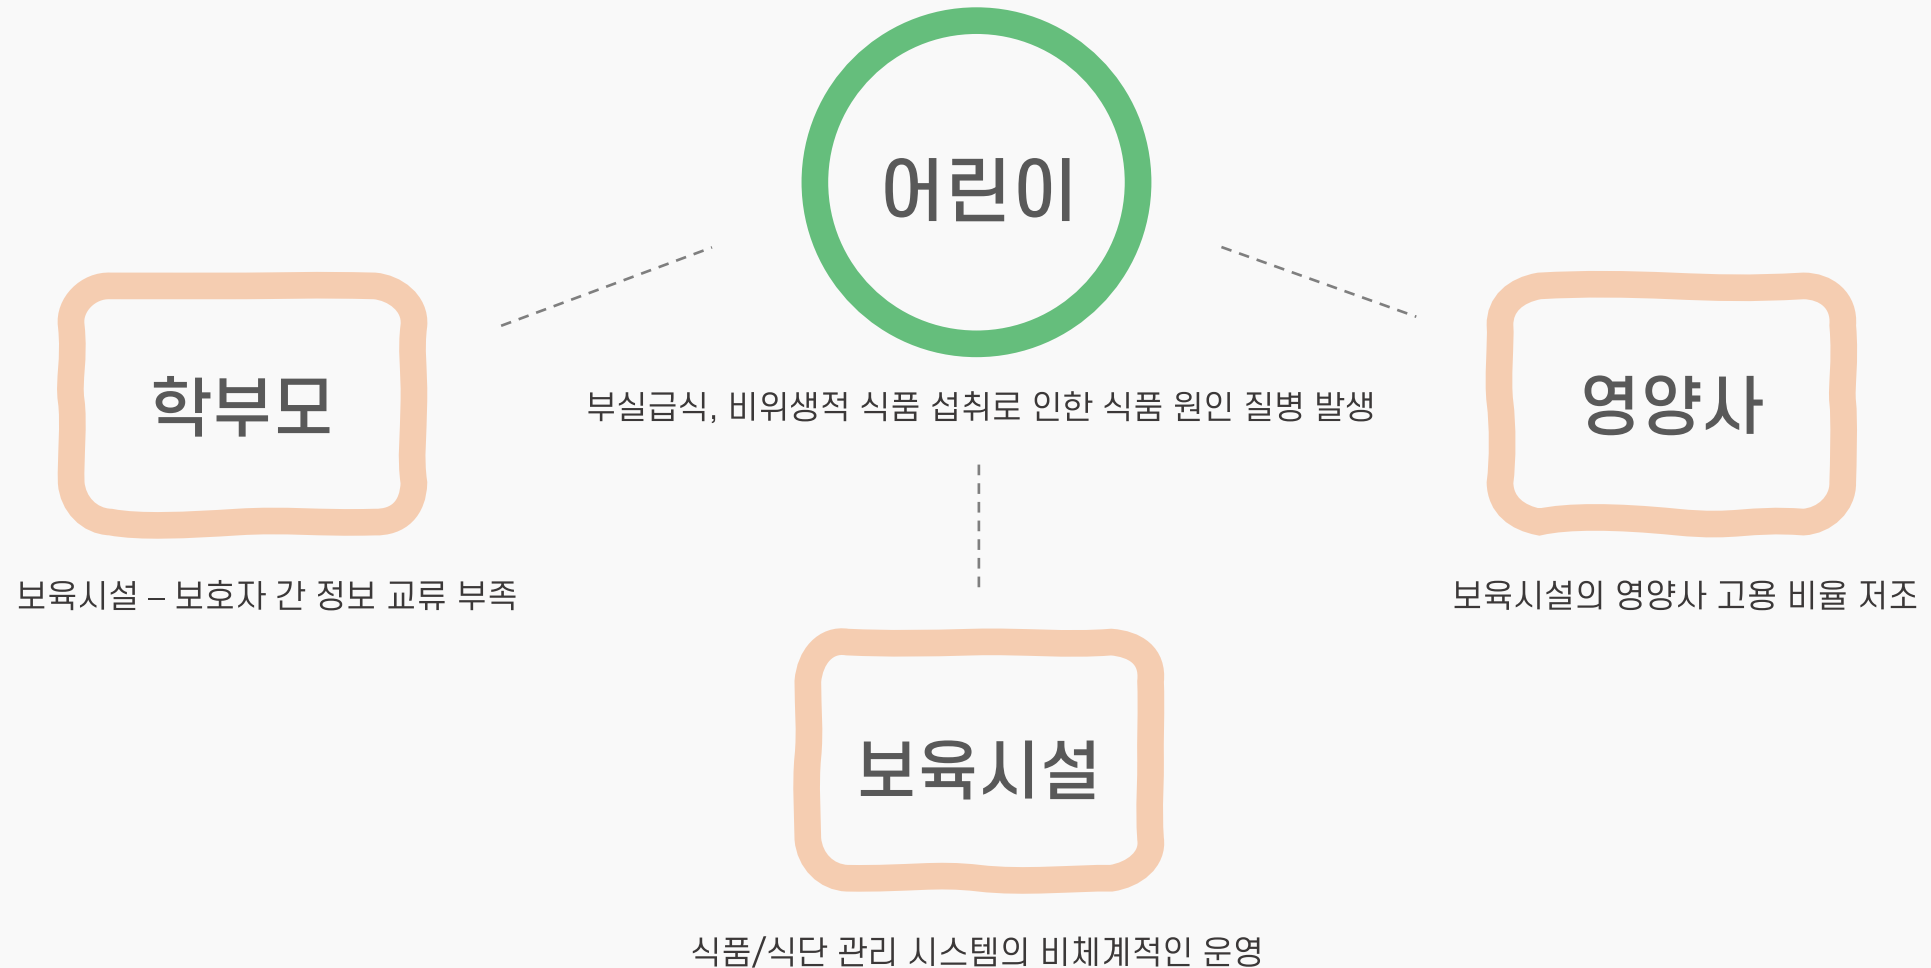 어린이
부실급식, 비위생적 식품 섭취로 인한 식품 원인 질병 발생
학부모
보육시설 – 보호자 간 정보 교류 부족
영양사
보육시설의 영양사 고용 비율 저조
보육시설
식품/식단 관리 시스템의 비체계적인 운영